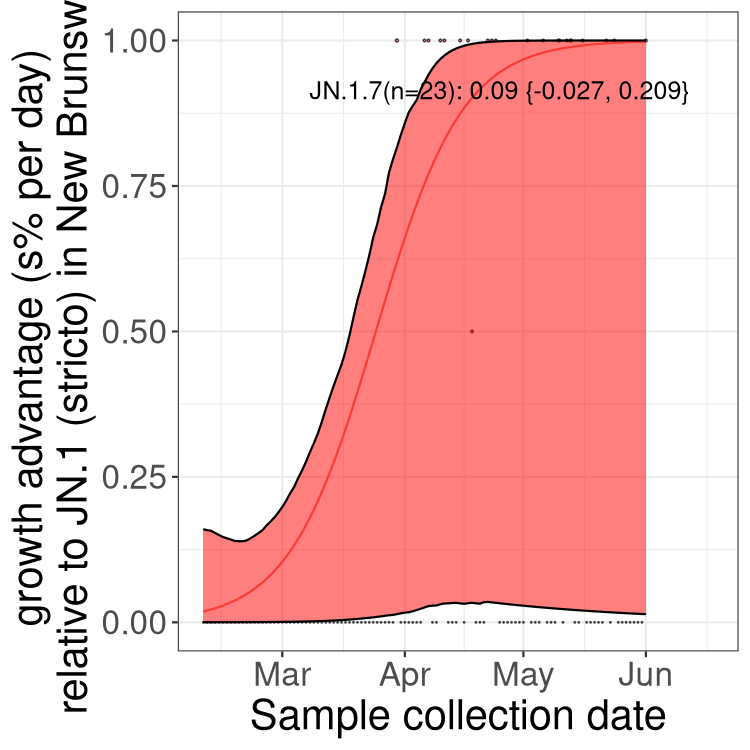 growth advantage (s% per day)
relative to JN.1 (stricto) in New Brunsw
1.00
0.75
0.50
0.25
0.00
JN.1.7(n=23): 0.09 {-0.027, 0.209}
Mar Apr May Jun
Sample collection date